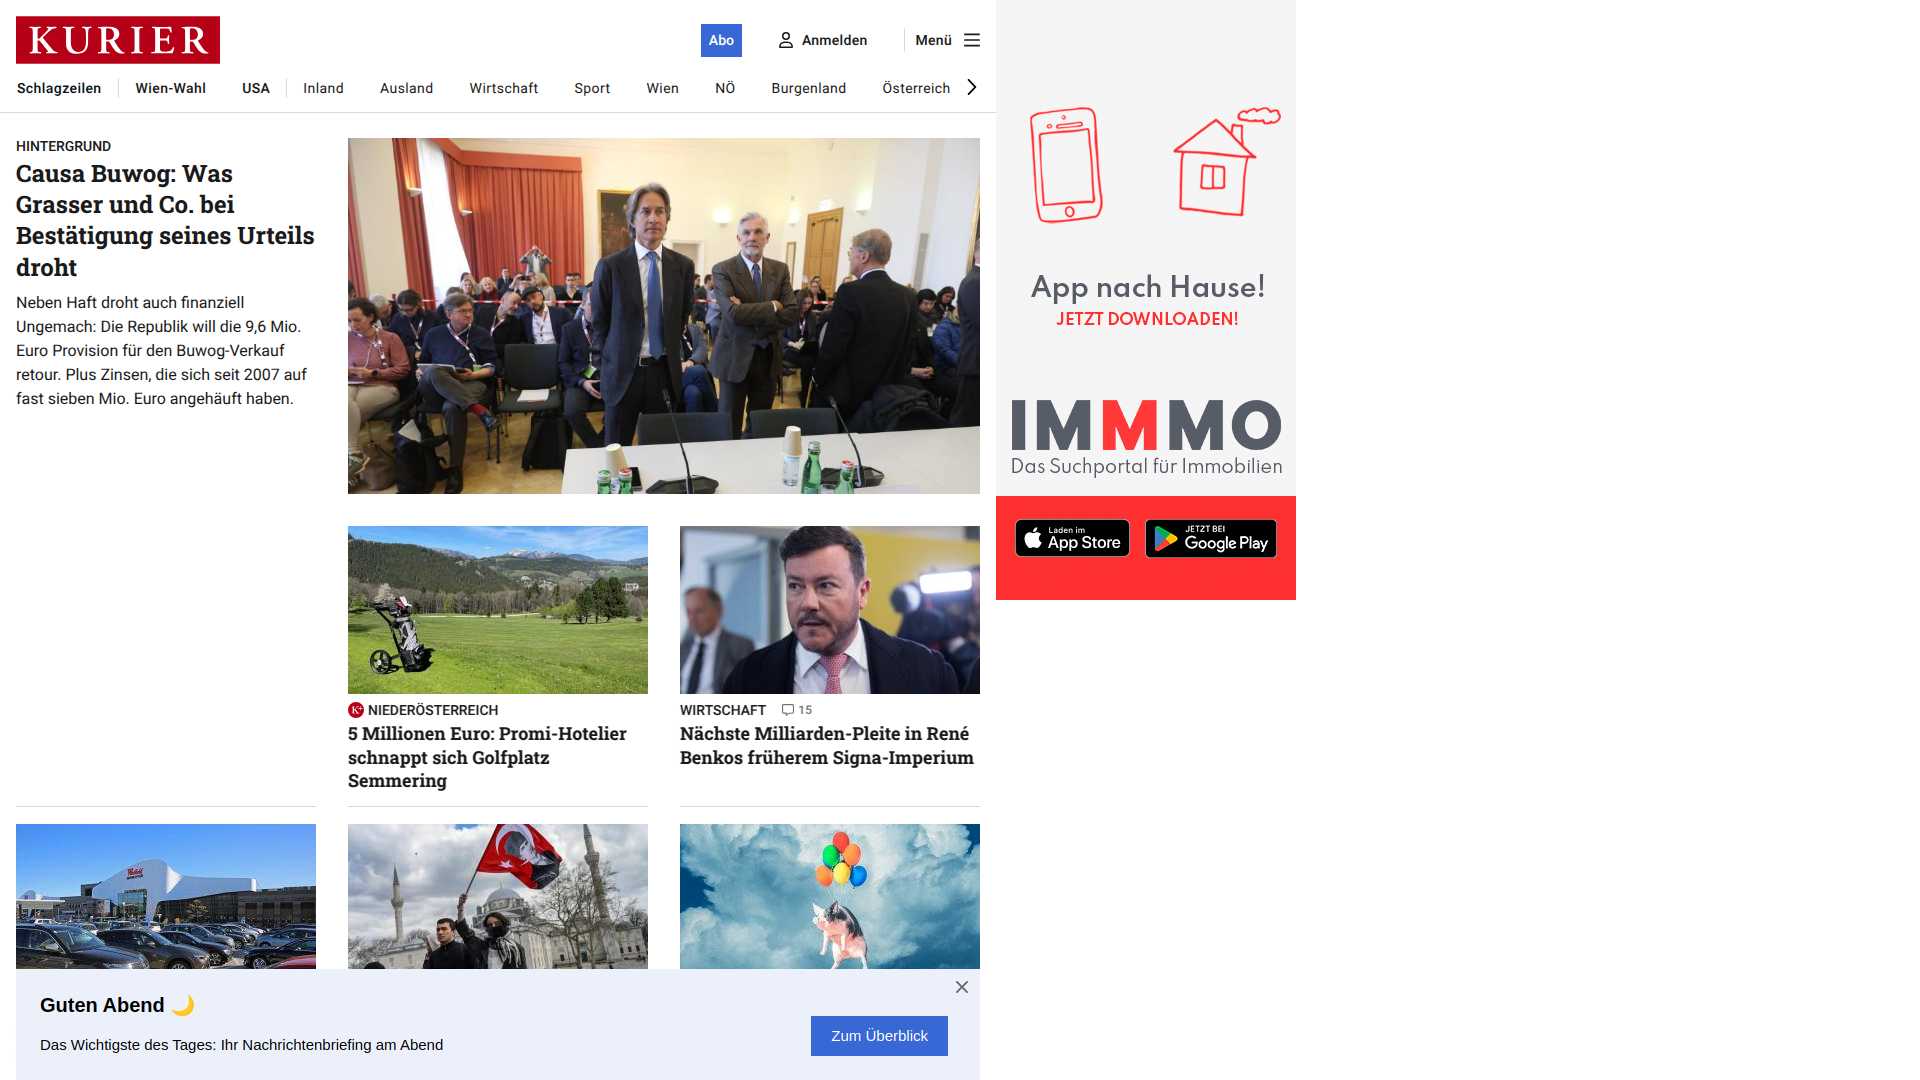 KURIER
Abo
Anmelden
Menü
Schlagzeilen
Wien-Wahl
USA
Inland
Ausland
Wirtschaft
Sport
Wien
NÖ
Burgenland
Österreich
HINTERGRUND
Causa Buwog: Was
Grasser und Co. bei
Bestätigung seines Urteils
droht
Neben Haft droht auch finanziell
Ungemach: Die Republik will die 9,6 Mio.
Euro Provision für den Buwog-Verkauf
retour. Plus Zinsen, die sich seit 2007 auf
fast sieben Mio. Euro angehäuft haben.
K+ NIEDERÖSTERREICH
5 Millionen Euro: Promi-Hotelier
schnappt sich Golfplatz
Semmering
WIRTSCHAFT 15
Nächste Milliarden-Pleite in René
Benkos früherem Signa-Imperium
Westfield
Guten Abend 🌙
Das Wichtigste des Tages: Ihr Nachrichtenbriefing am Abend
Zum Überblick
App nach Hause!
JETZT DOWNLOADEN!
IMMMO
Das Suchportal für Immobilien
Laden im
App Store
JETZT BEI
Google Play